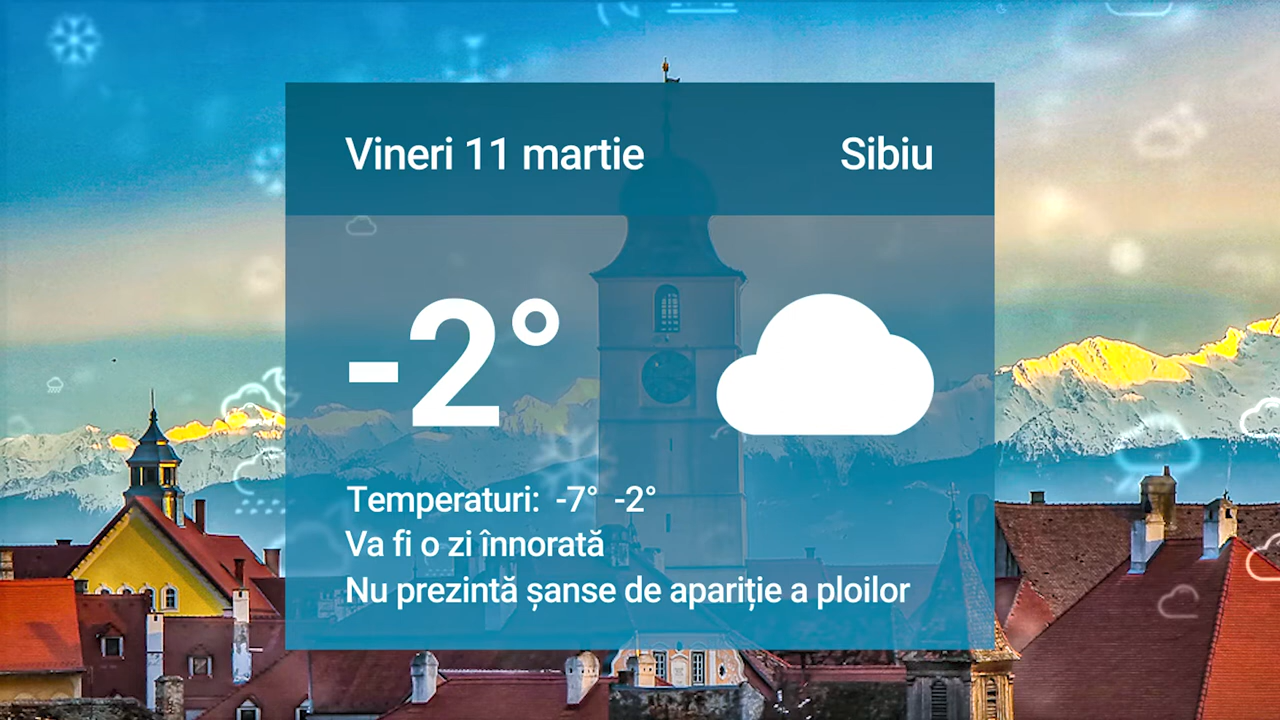 Vineri 11 martie Sibiu
-2°
Temperaturi: -7° -2°
Va fi o zi înnorată
Nu prezintă șanse de apariție a ploilor